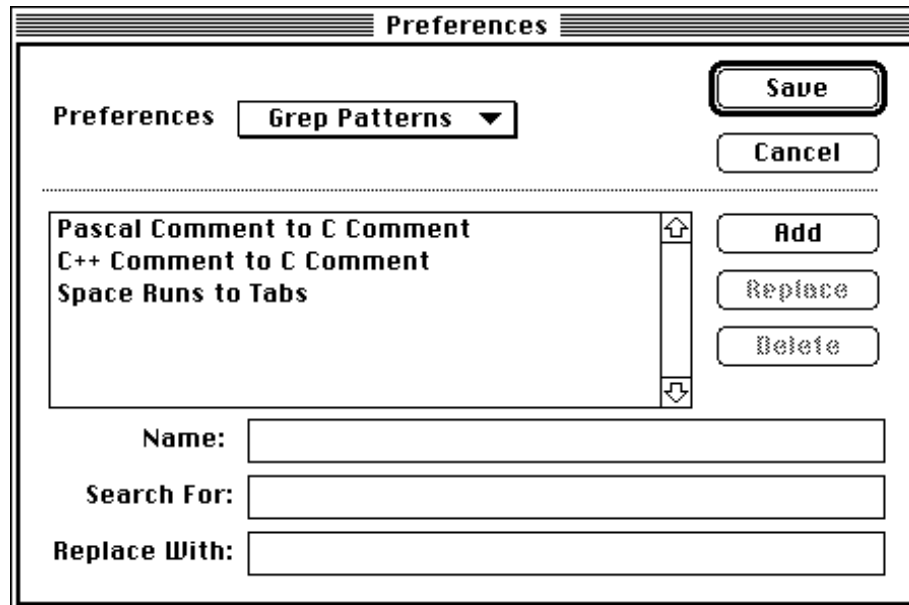 Preferences
Save
Preferences Grep Patterns
Cancel
Pascal Comment to C Comment
C++ Comment to C Comment
Space Runs to Tabs
Add
Replace
Delete
Name:
Search For:
Replace With: